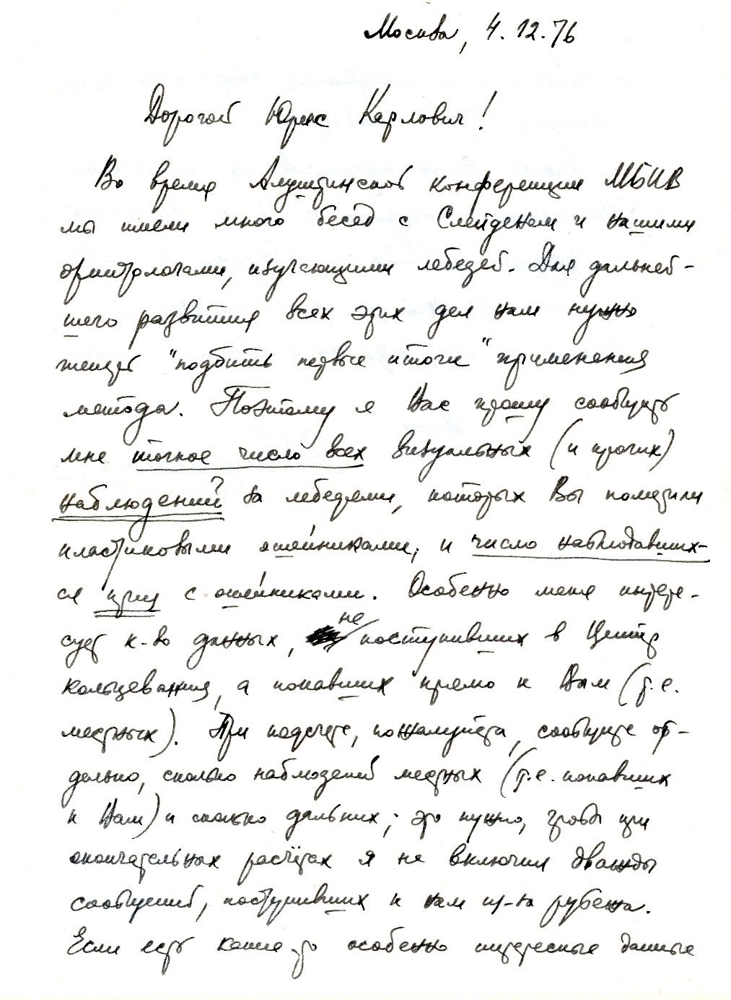 Москва, 4.12.76
Дорогой Юрис Карлович!
Во время Алуштинской конференции МБИВ
мы имели много бесед с Слейденом и нашими
орнитологами, изучающими лебедей. Для дальней-
шего развития всех этих дел нам нужно
"подбить первые итоги" применения
метода. Поэтому я Вас прошу сообщить
мне точное число всех визуальных (и прочих)
наблюдений? за лебедями, которых Вы пометили
пластиковыми ошейниками, и число наблюдавших-
ся птиц с ошейниками. Особенно меня интере-
сует к-во данных, не поступивших в Центр
кольцевания, а попавших прямо к Вам (т.е.
местных). При подсчете, пожалуйста, сообщите от-
дельно, сколько наблюдений местных (т.е. попавших
к Вам) и сколько дальних; это нужно, чтобы при
окончательных расчётах я не включил дважды
сообщений, поступивших к нам из-за рубежа.
Если есть какие-то особенно интересные данные